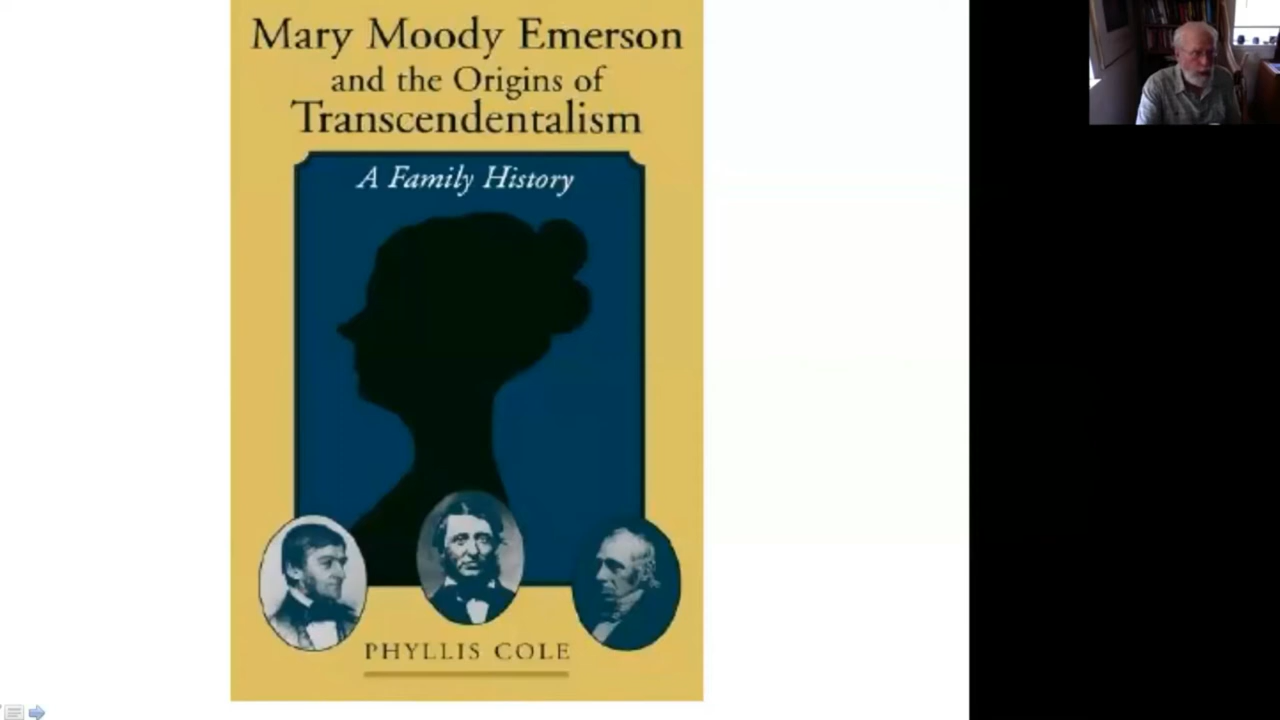 Mary Moody Emerson
and the Origins of
Transcendentalism
A Family History
PHYLLIS COLE